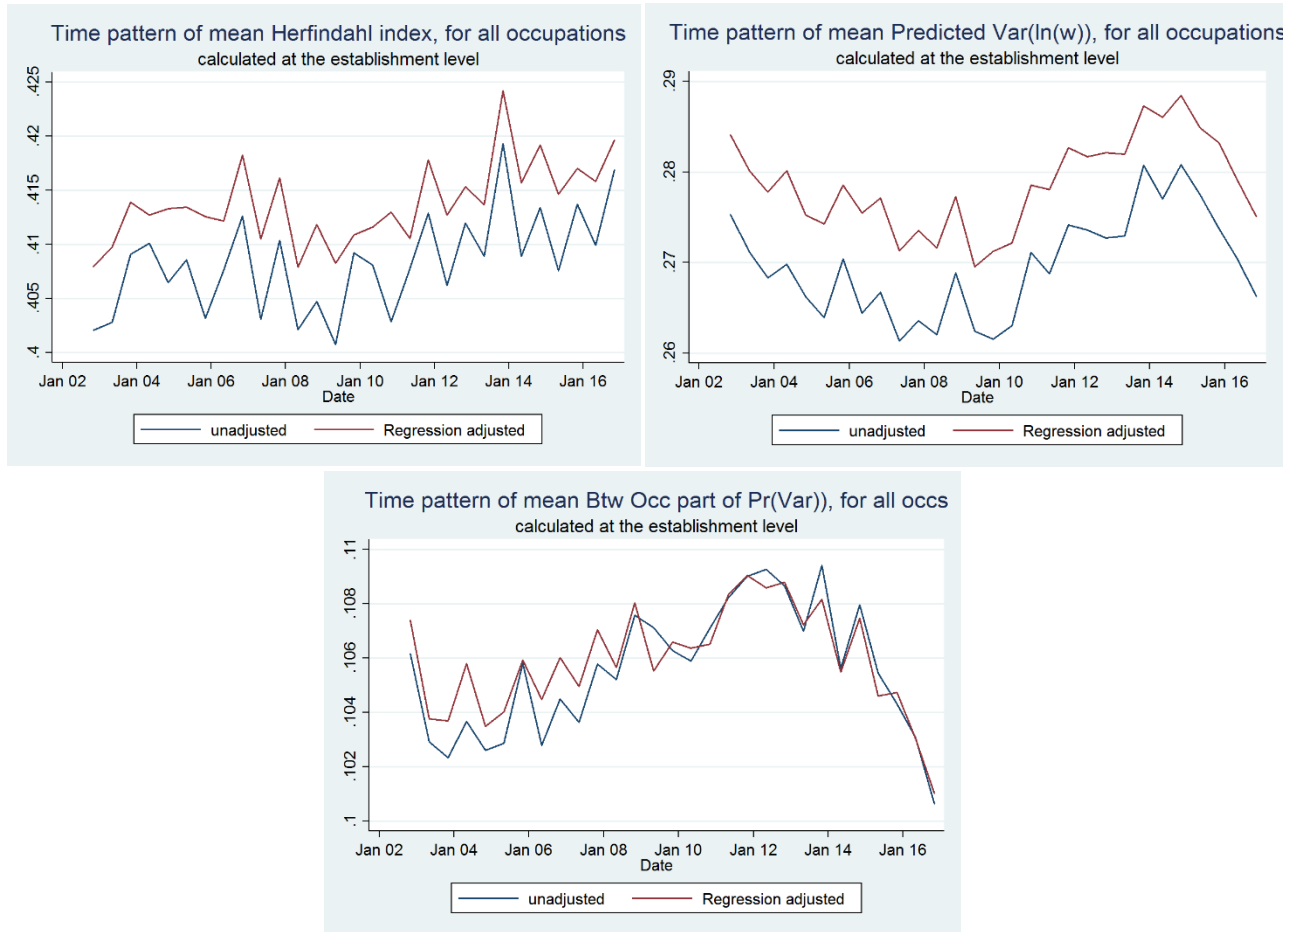 Time pattern of mean Herfindahl index, for all occupations
calculated at the establishment level
.425
.42
.415
.41
.405
.4
Jan 02 Jan 04 Jan 06 Jan 08 Jan 10 Jan 12 Jan 14 Jan 16
Date
unadjusted Regression adjusted
Time pattern of mean Predicted Var(ln(w)), for all occupations
calculated at the establishment level
.29
.28
.27
.26
Jan 02 Jan 04 Jan 06 Jan 08 Jan 10 Jan 12 Jan 14 Jan 16
Date
unadjusted Regression adjusted
Time pattern of mean Btw Occ part of Pr(Var)), for all occs
calculated at the establishment level
.11
.108
.106
.104
.102
.1
Jan 02 Jan 04 Jan 06 Jan 08 Jan 10 Jan 12 Jan 14 Jan 16
Date
unadjusted Regression adjusted